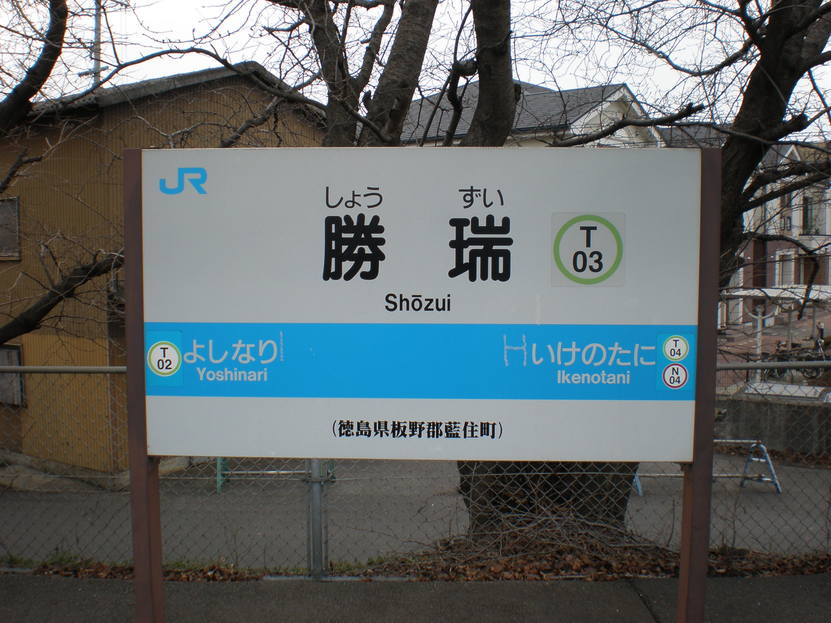 JR
しょう ずい
勝 瑞
T
03
Shōzui
T
02
よしなり
Yoshinari
いけのたに
Ikenotani
T
04
N
04
(徳島県板野郡藍住町)